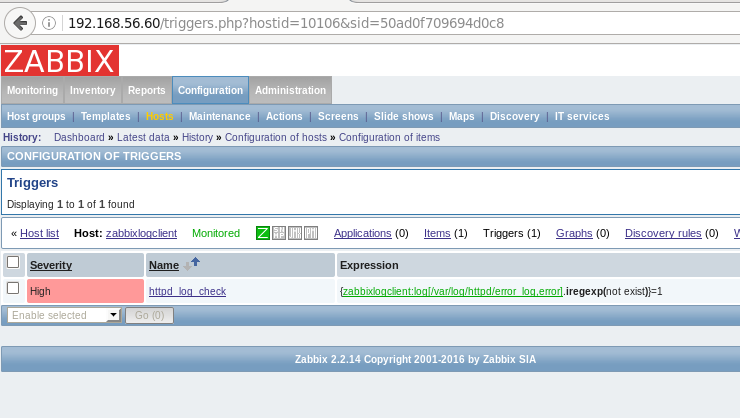 192.168.56.60/triggers.php?hostid=10106&sid=50ad0f709694d0c8
ZABBIX
Monitoring Inventory Reports Configuration Administration
Host groups | Templates | Hosts | Maintenance | Actions | Screens | Slide shows | Maps | Discovery | IT services
History: Dashboard » Latest data » History » Configuration of hosts » Configuration of items
CONFIGURATION OF TRIGGERS
Triggers
Displaying 1 to 1 of 1 found
« Host list Host: zabbixlogclient Monitored Z SNMP JMX IPMI Applications (0) Items (1) Triggers (1) Graphs (0) Discovery rules (0) W
Severity Name Expression
High httpd_log_check {zabbixlogclient:log[/var/log/httpd/error_log,error].iregexp(not exist)}=1
Enable selected Go (0)
Zabbix 2.2.14 Copyright 2001-2016 by Zabbix SIA